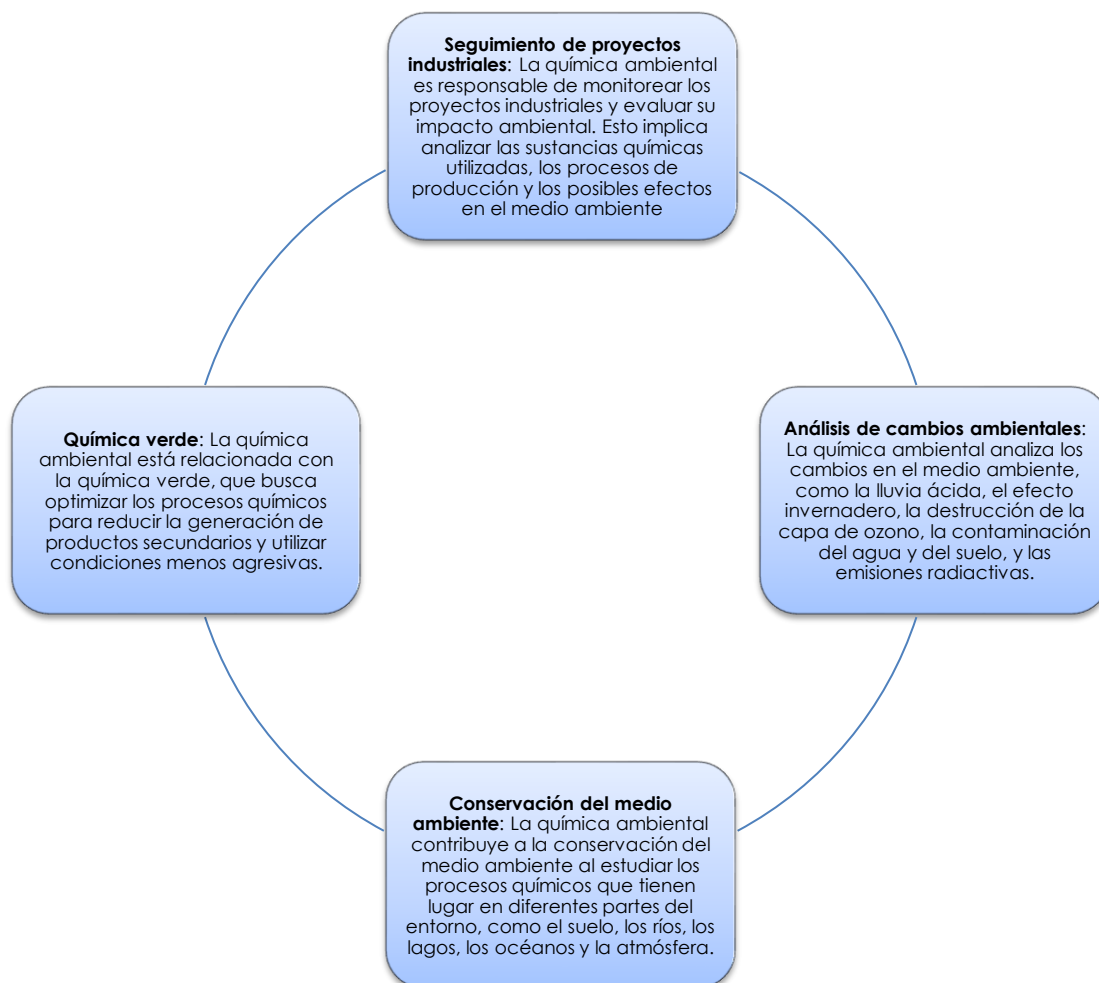 Seguimiento de proyectos
industriales: La química ambiental
es responsable de monitorear los
proyectos industriales y evaluar su
impacto ambiental. Esto implica
analizar las sustancias químicas
utilizadas, los procesos de
producción y los posibles efectos
en el medio ambiente
Análisis de cambios ambientales:
La química ambiental analiza los
cambios en el medio ambiente,
como la lluvia ácida, el efecto
invernadero, la destrucción de la
capa de ozono, la contaminación
del agua y del suelo, y las
emisiones radiactivas.
Conservación del medio
ambiente: La química ambiental
contribuye a la conservación del
medio ambiente al estudiar los
procesos químicos que tienen
lugar en diferentes partes del
entorno, como el suelo, los ríos, los
lagos, los océanos y la atmósfera.
Química verde: La química
ambiental está relacionada con
la química verde, que busca
optimizar los procesos químicos
para reducir la generación de
productos secundarios y utilizar
condiciones menos agresivas.